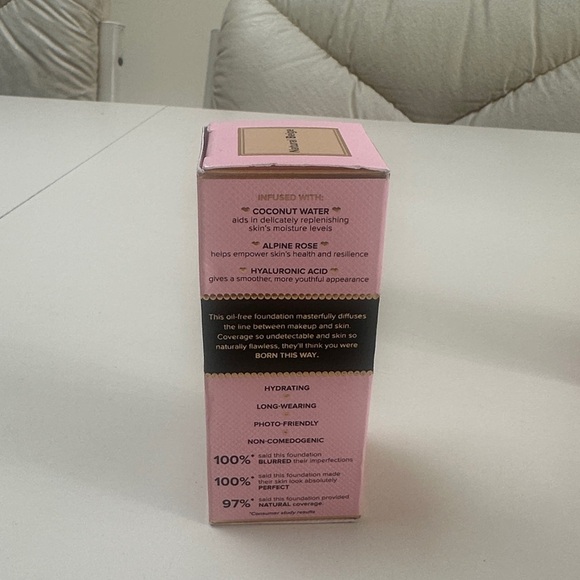 Natural Beige
INFUSED WITH:
COCONUT WATER
aids in delicately replenishing
skin's moisture levels
ALPINE ROSE
helps empower skin's health and resilience
HYALURONIC ACID
gives a smoother, more youthful appearance
This oil-free foundation masterfully diffuses
the line between makeup and skin
Coverage so undetectable and skin so
naturally flawless, they'll think you were
BORN THIS WAY.
HYDRATING
LONG-WEARING
PHOTO-FRIENDLY
NON-COMEDOGENIC
100%* said this foundation
BLURRED their imperfections
100%* said this foundation made
their skin look absolutely
PERFECT
97%* said this foundation provided
NATURAL coverage
*Consumer study results